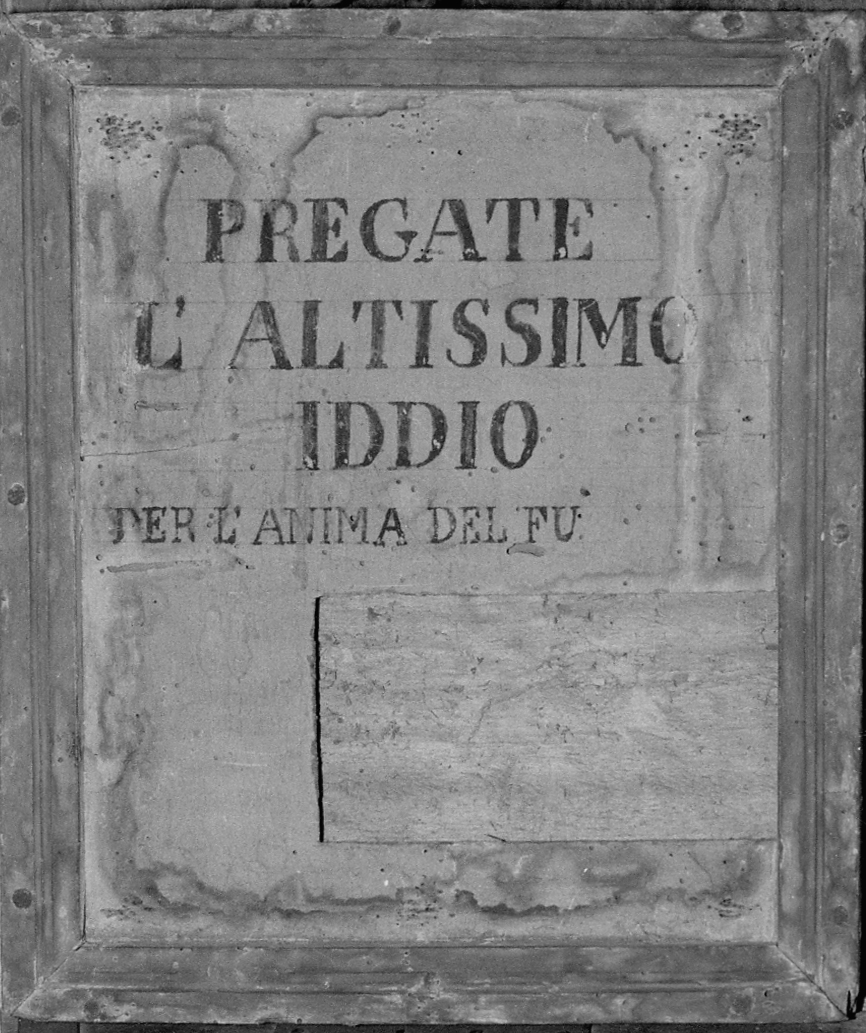 PREGATE
L' ALTISSIMO
IDDIO
PER L'ANIMA DEL FU